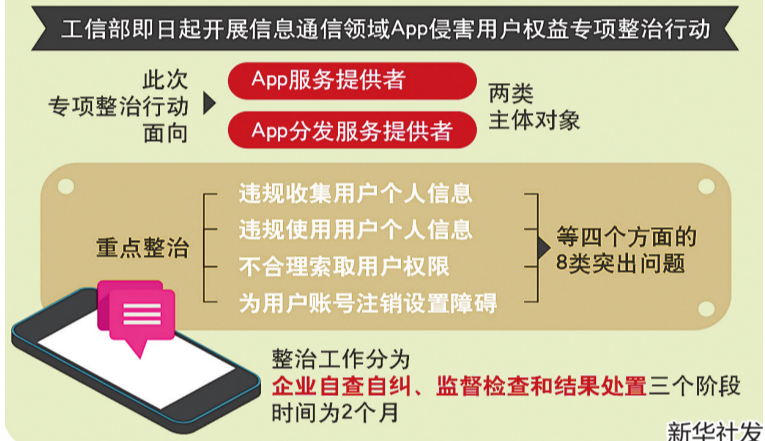 工信部即日起开展信息通信领域App侵害用户权益专项整治行动
此次
专项整治行动
面向
App服务提供者
App分发服务提供者
两类
主体对象
重点整治
违规收集用户个人信息
违规使用用户个人信息
不合理索取用户权限
为用户账号注销设置障碍
等四个方面的
8类突出问题
整治工作分为
企业自查自纠、监督检查和结果处置三个阶段
时间为2个月
新华社发